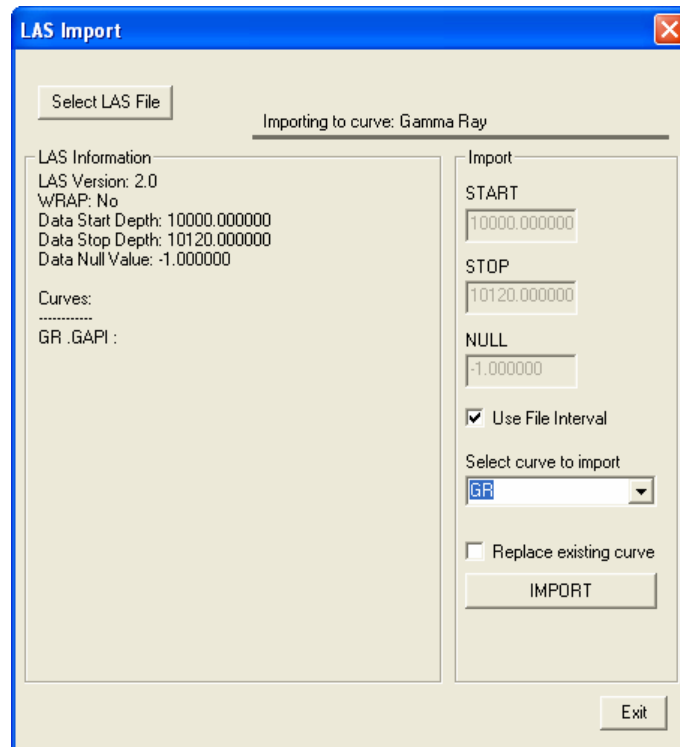 LAS Import
Select LAS File
Importing to curve: Gamma Ray
LAS Information
LAS Version: 2.0
WRAP: No
Data Start Depth: 10000.000000
Data Stop Depth: 10120.000000
Data Null Value: -1.000000
Curves:
------------
GR .GAPI :
Import
START
10000.000000
STOP
10120.000000
NULL
-1.000000
Use File Interval
Select curve to import
GR
Replace existing curve
IMPORT
Exit